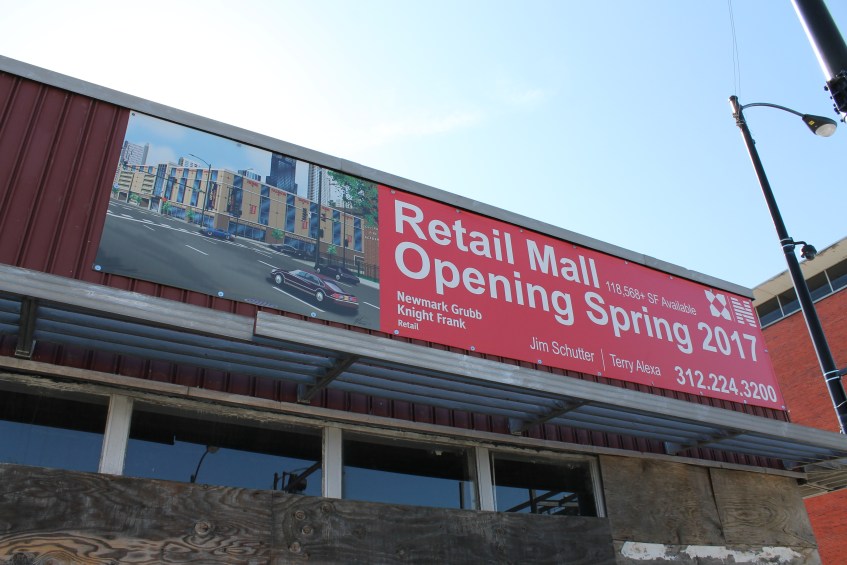 Retail Mall
118,568+ SF Available
Opening Spring 2017
Newmark Grubb
Knight Frank
Retail
Jim Schutter | Terry Alexa
312.224.3200